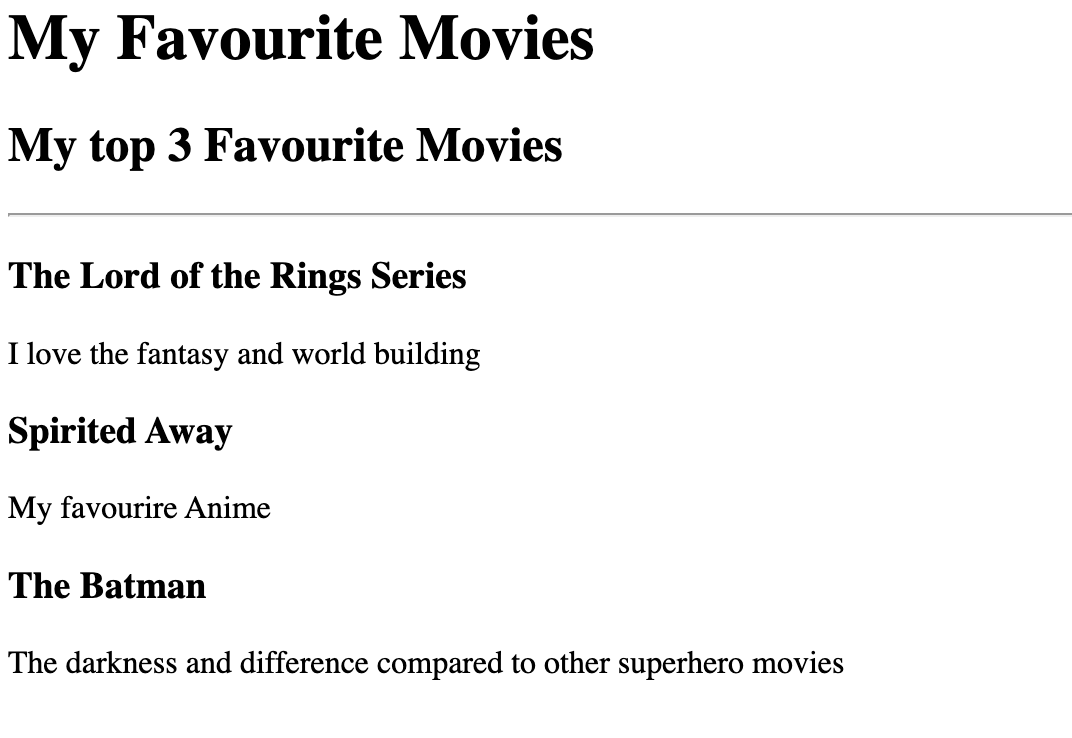 My Favourite Movies
My top 3 Favourite Movies
The Lord of the Rings Series
I love the fantasy and world building
Spirited Away
My favourire Anime
The Batman
The darkness and difference compared to other superhero movies